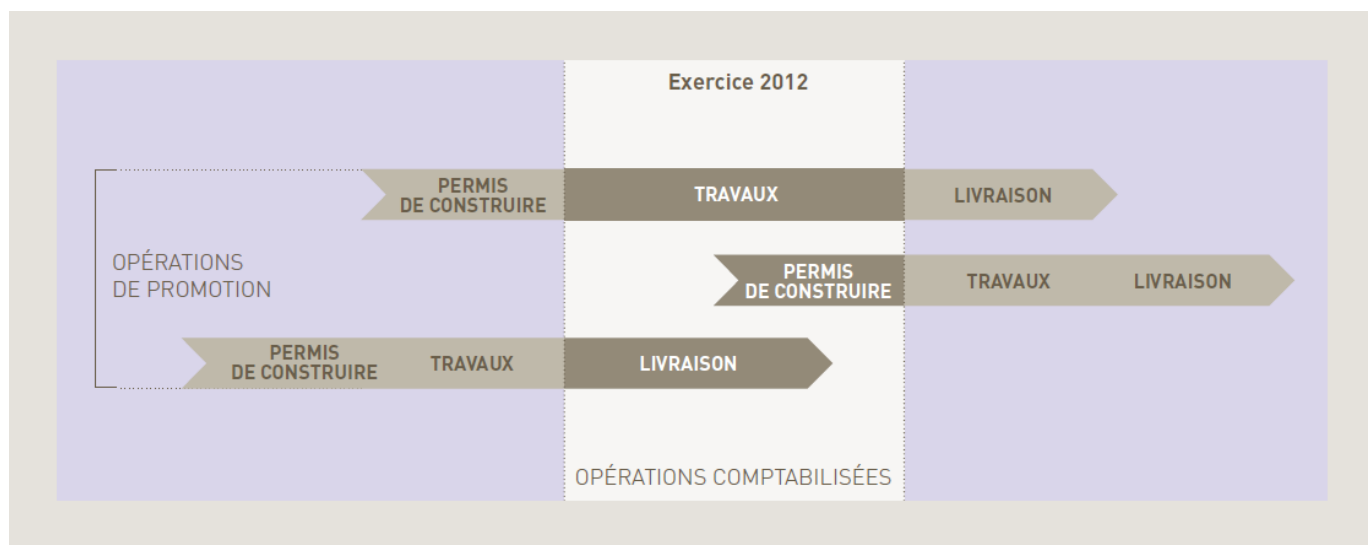 Exercice 2012
PERMIS
DE CONSTRUIRE
TRAVAUX
LIVRAISON
OPÉRATIONS
DE PROMOTION
PERMIS
DE CONSTRUIRE
TRAVAUX
LIVRAISON
PERMIS
DE CONSTRUIRE
TRAVAUX
LIVRAISON
OPÉRATIONS COMPTABILISÉES